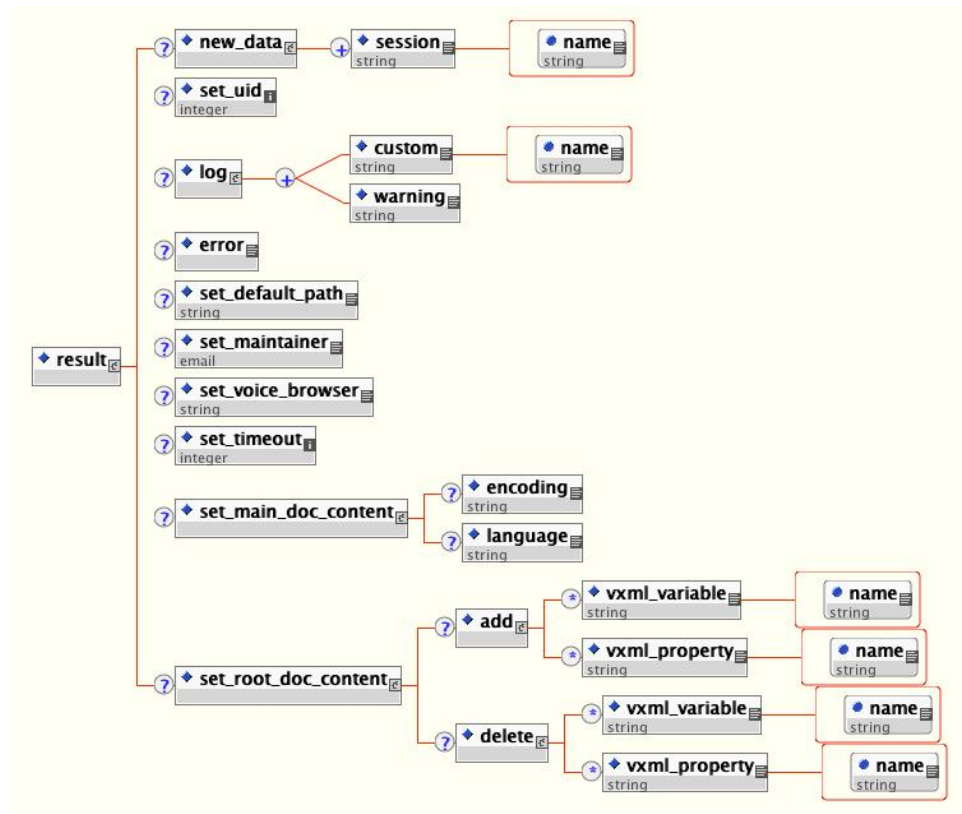 ? new_data + session name
string string
? set_uid
integer
custom name
string string
? log +
warning
string
? error
? set_default_path
string
? set_maintainer
email
result
? set_voice_browser
string
? set_timeout
integer
? encoding
string
? set_main_doc_content
? language
string
* vxml_variable name
string string
? add
* vxml_property name
string string
? set_root_doc_content
* vxml_variable name
string string
? delete
* vxml_property name
string string